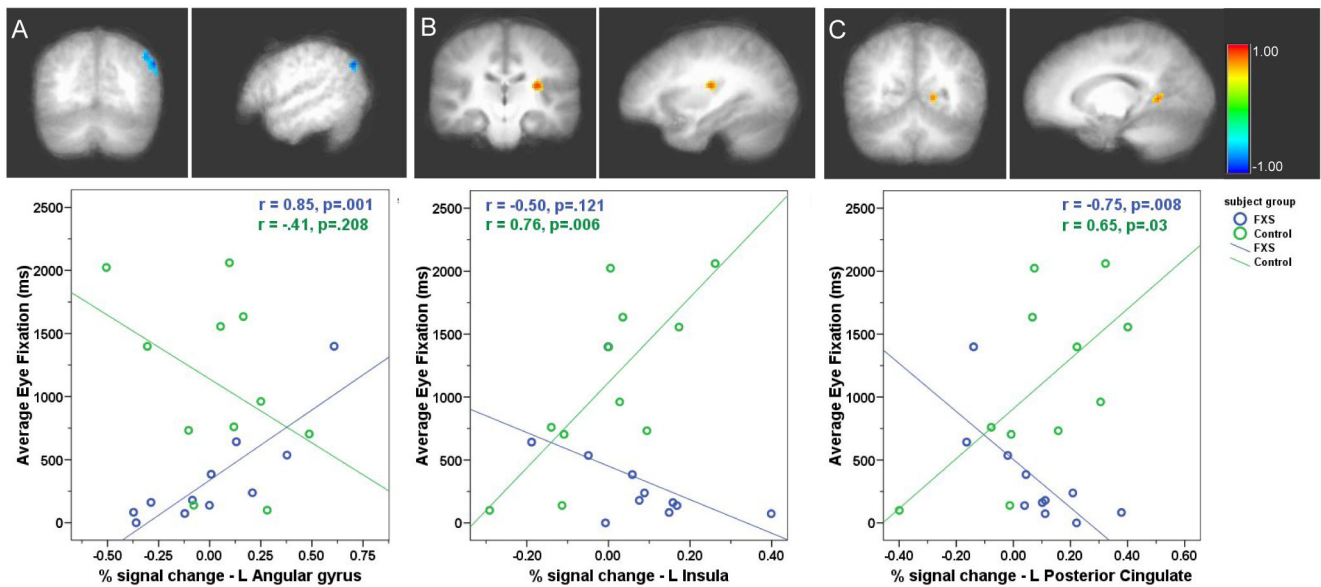 A
B
C
1.00
-1.00
r = 0.85, p=.001
r = -.41, p=.208
Average Eye Fixation (ms)
2500
2000
1500
1000
500
0
-0.50 -0.25 0.00 0.25 0.50 0.75
% signal change - L Angular gyrus
r = -0.50, p=.121
r = 0.76, p=.006
Average Eye Fixation (ms)
2500
2000
1500
1000
500
0
-0.20 0.00 0.20 0.40
% signal change - L Insula
r = -0.75, p=.008
r = 0.65, p=.03
Average Eye Fixation (ms)
2500
2000
1500
1000
500
0
-0.40 -0.20 0.00 0.20 0.40 0.60
% signal change - L Posterior Cingulate
subject group
FXS
Control
FXS
Control